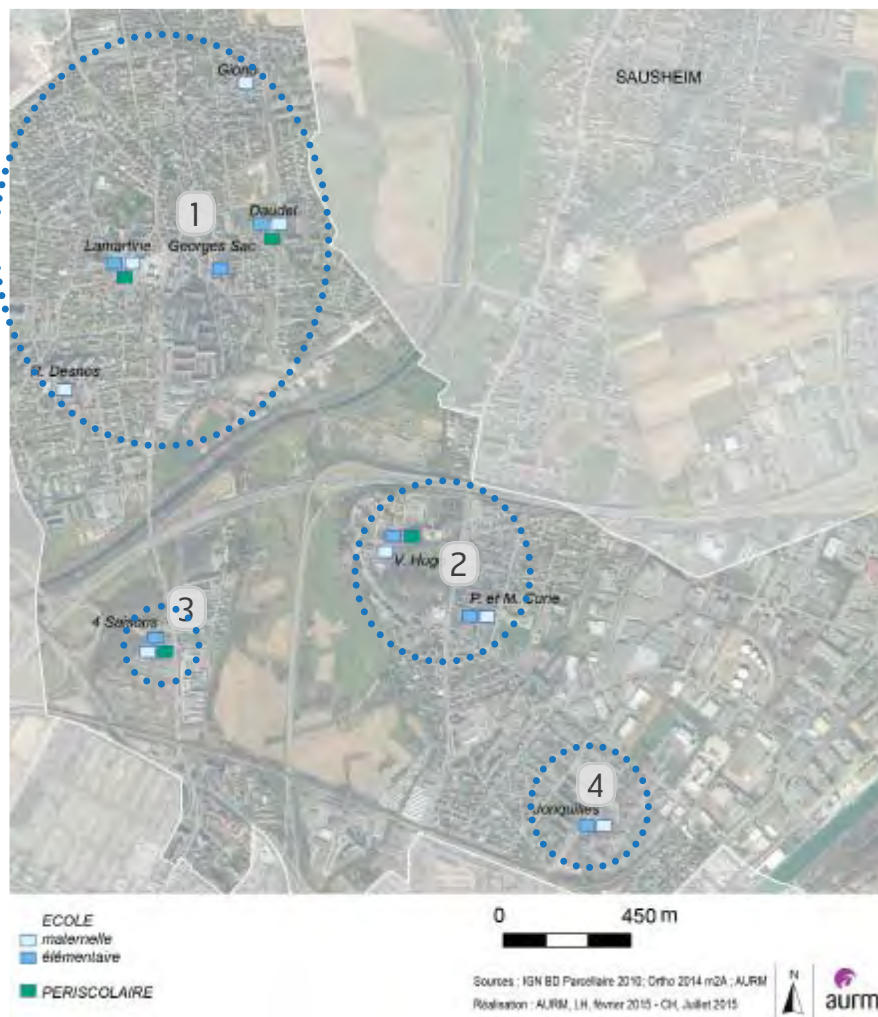 Giono
SAUSHEIM
1
Daudet
Lamartine
Georges Sac
R. Desnos
2
V. Hugo
P. et M. Curie
3
4 Saisons
4
Jonquilles
ECOLE
maternelle
élémentaire
PERISCOLAIRE
0 450 m
Sources : IGN BD Parcellaire 2010; Ortho 2014 m2A ; AURM
Réalisation : AURM, LH, février 2015 - CH, Juillet 2015
N
aurm